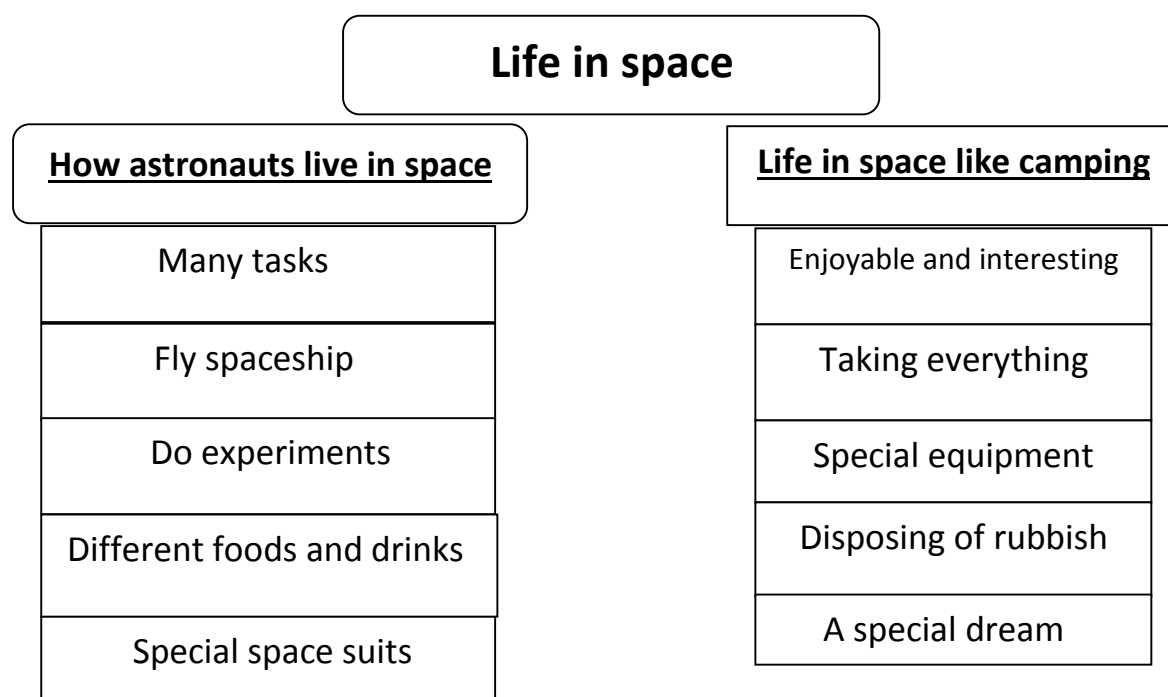 Life in space
How astronauts live in space
Many tasks
Fly spaceship
Do experiments
Different foods and drinks
Special space suits
Life in space like camping
Enjoyable and interesting
Taking everything
Special equipment
Disposing of rubbish
A special dream